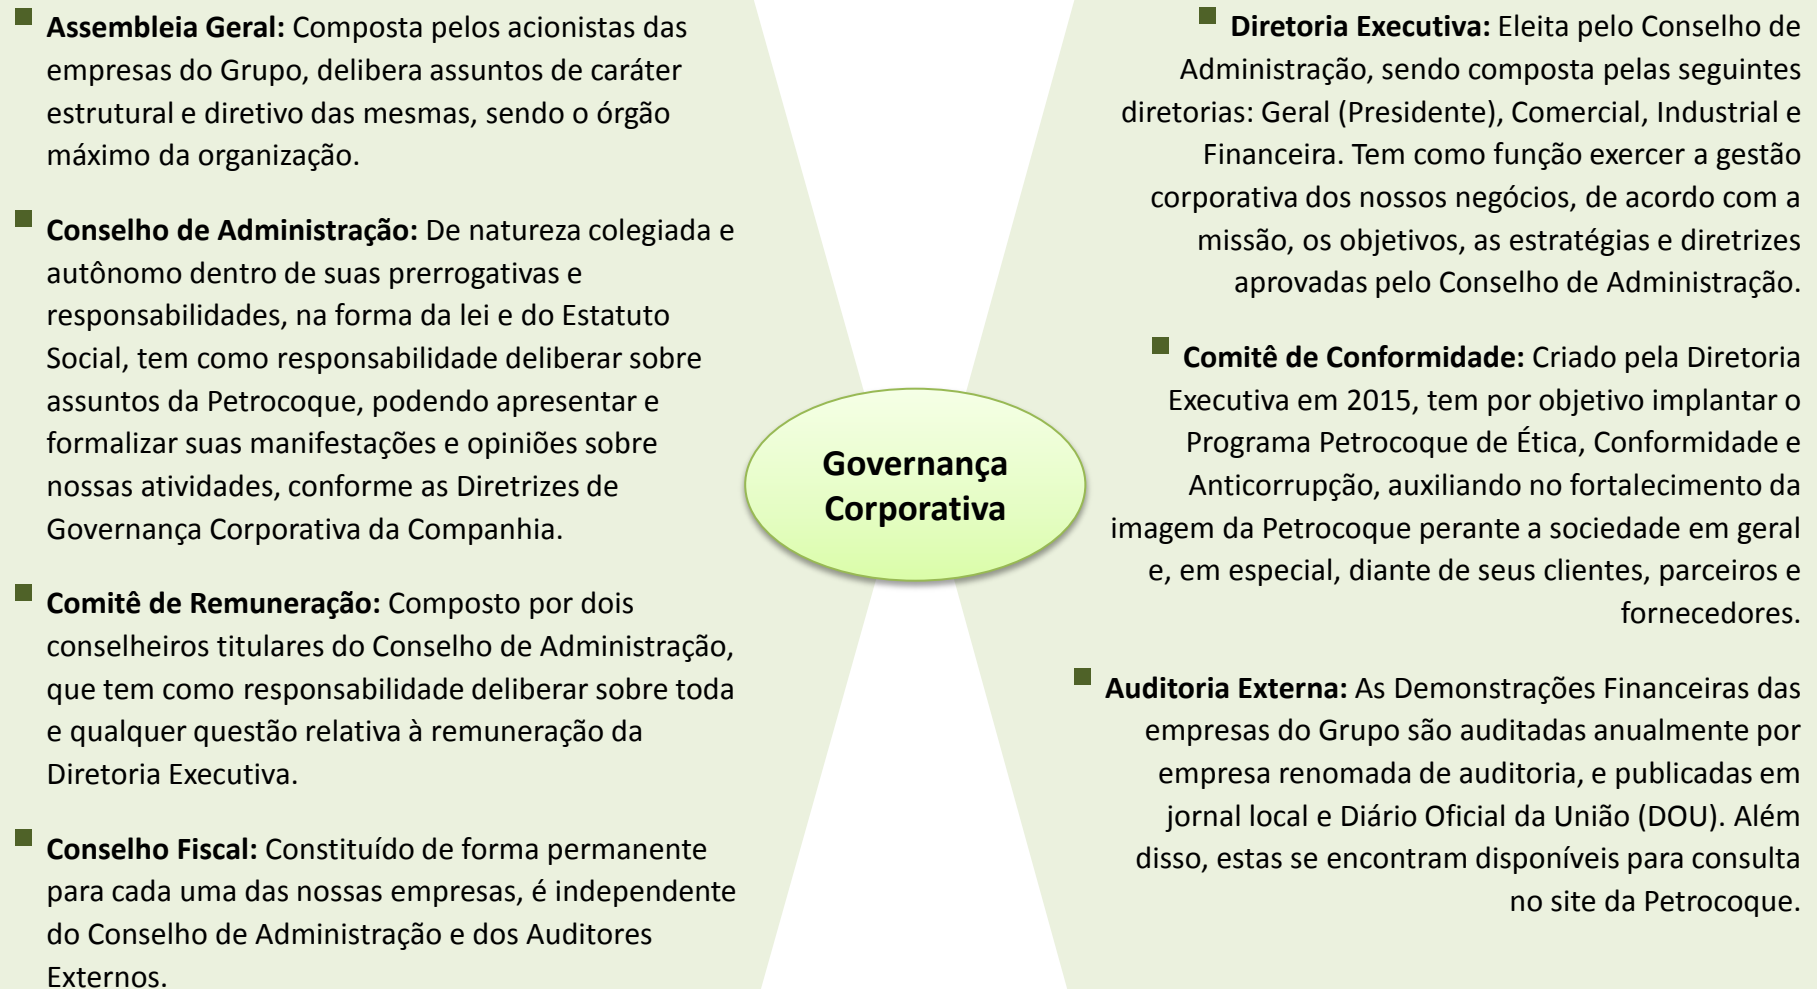 Assembleia Geral: Composta pelos acionistas das
empresas do Grupo, delibera assuntos de caráter
estrutural e diretivo das mesmas, sendo o órgão
máximo da organização.
Conselho de Administração: De natureza colegiada e
autônomo dentro de suas prerrogativas e
responsabilidades, na forma da lei e do Estatuto
Social, tem como responsabilidade deliberar sobre
assuntos da Petrocoque, podendo apresentar e
formalizar suas manifestações e opiniões sobre
nossas atividades, conforme as Diretrizes de
Governança Corporativa da Companhia.
Comitê de Remuneração: Composto por dois
conselheiros titulares do Conselho de Administração,
que tem como responsabilidade deliberar sobre toda
e qualquer questão relativa à remuneração da
Diretoria Executiva.
Conselho Fiscal: Constituído de forma permanente
para cada uma das nossas empresas, é independente
do Conselho de Administração e dos Auditores
Externos.
Governança
Corporativa
Diretoria Executiva: Eleita pelo Conselho de
Administração, sendo composta pelas seguintes
diretorias: Geral (Presidente), Comercial, Industrial e
Financeira. Tem como função exercer a gestão
corporativa dos nossos negócios, de acordo com a
missão, os objetivos, as estratégias e diretrizes
aprovadas pelo Conselho de Administração.
Comitê de Conformidade: Criado pela Diretoria
Executiva em 2015, tem por objetivo implantar o
Programa Petrocoque de Ética, Conformidade e
Anticorrupção, auxiliando no fortalecimento da
imagem da Petrocoque perante a sociedade em geral
e, em especial, diante de seus clientes, parceiros e
fornecedores.
Auditoria Externa: As Demonstrações Financeiras das
empresas do Grupo são auditadas anualmente por
empresa renomada de auditoria, e publicadas em
jornal local e Diário Oficial da União (DOU). Além
disso, estas se encontram disponíveis para consulta
no site da Petrocoque.